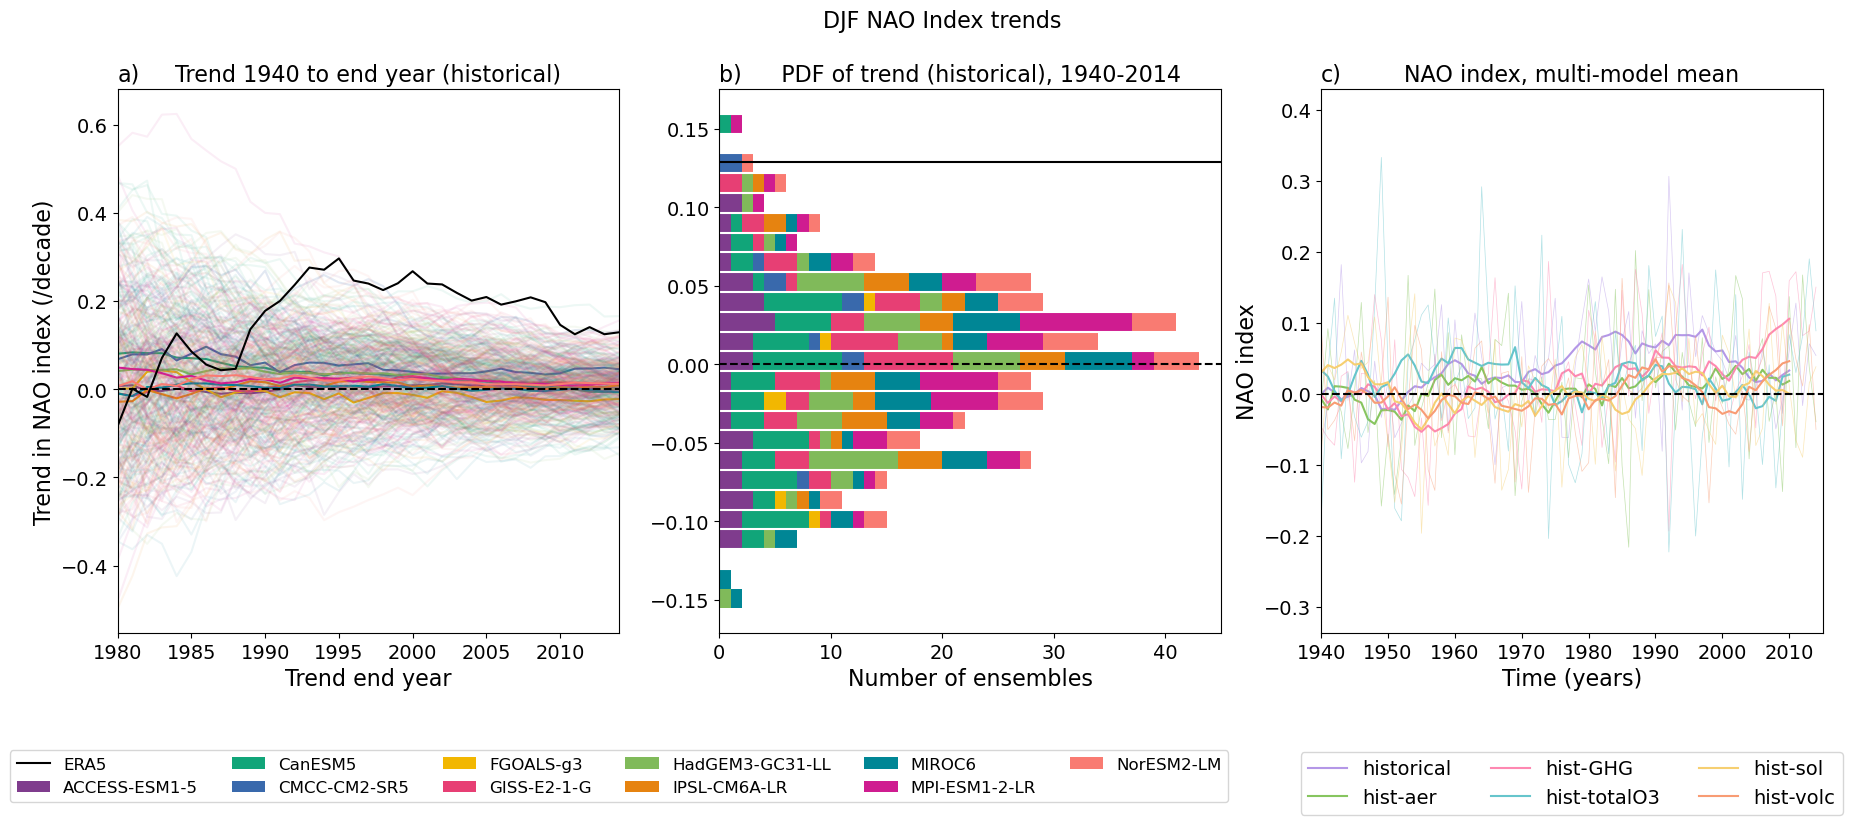 DJF NAO Index trends
a) Trend 1940 to end year (historical)
b) PDF of trend (historical), 1940-2014
c) NAO index, multi-model mean
Trend in NAO index (/decade)
0.6
0.4
0.2
0.0
−0.2
−0.4
1980 1985 1990 1995 2000 2005 2010
Trend end year
0.15
0.10
0.05
0.00
−0.05
−0.10
−0.15
0 10 20 30 40
Number of ensembles
NAO index
0.4
0.3
0.2
0.1
0.0
−0.1
−0.2
−0.3
1940 1950 1960 1970 1980 1990 2000 2010
Time (years)
ERA5 CanESM5 FGOALS-g3 HadGEM3-GC31-LL MIROC6 NorESM2-LM
ACCESS-ESM1-5 CMCC-CM2-SR5 GISS-E2-1-G IPSL-CM6A-LR MPI-ESM1-2-LR
historical hist-GHG hist-sol
hist-aer hist-totalO3 hist-volc